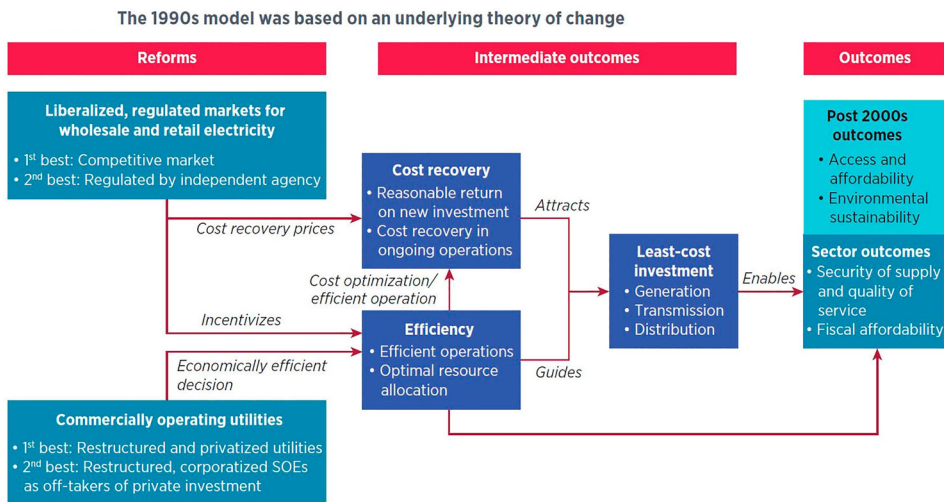 The 1990s model was based on an underlying theory of change
Reforms
Intermediate outcomes
Outcomes
Liberalized, regulated markets for
wholesale and retail electricity
• 1st best: Competitive market
• 2nd best: Regulated by independent agency
Cost recovery prices
Incentivizes
Economically efficient
decision
Commercially operating utilities
• 1st best: Restructured and privatized utilities
• 2nd best: Restructured, corporatized SOEs
as off-takers of private investment
Cost recovery
• Reasonable return
on new investment
• Cost recovery in
ongoing operations
Cost optimization/
efficient operation
Efficiency
• Efficient operations
• Optimal resource
allocation
Attracts
Guides
Least-cost
investment
• Generation
• Transmission
• Distribution
Enables
Post 2000s
outcomes
• Access and
affordability
• Environmental
sustainability
Sector outcomes
• Security of supply
and quality of
service
• Fiscal affordability